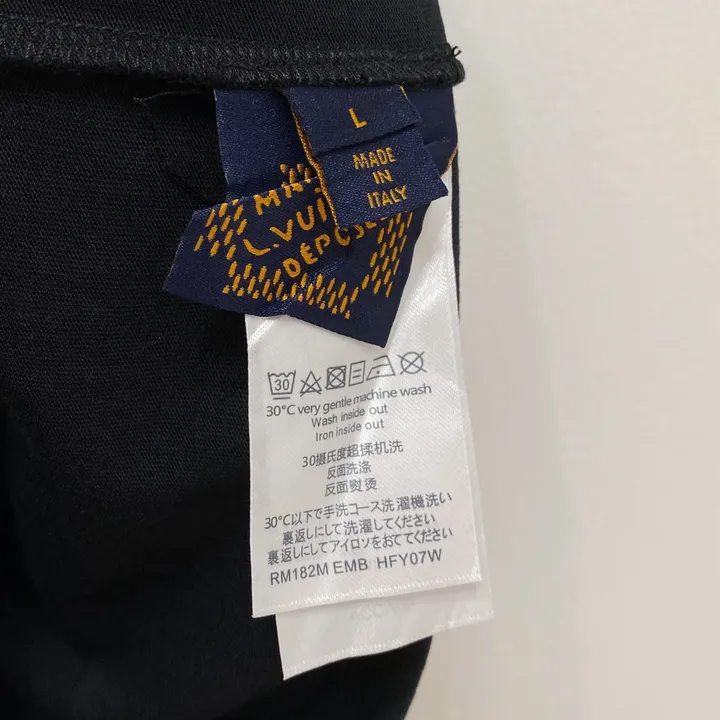 L
MADE
IN
ITALY
L.VUI
30
30°C very gentle machine wash
Wash inside out
Iron inside out
30摄氏度超揉机洗
反面洗涤
反面熨烫
30℃以下で手洗コース洗濯機洗い
裏返しにして洗濯してください
裏返しにしてアイロンをおててください
RM182M EMB HFY07W